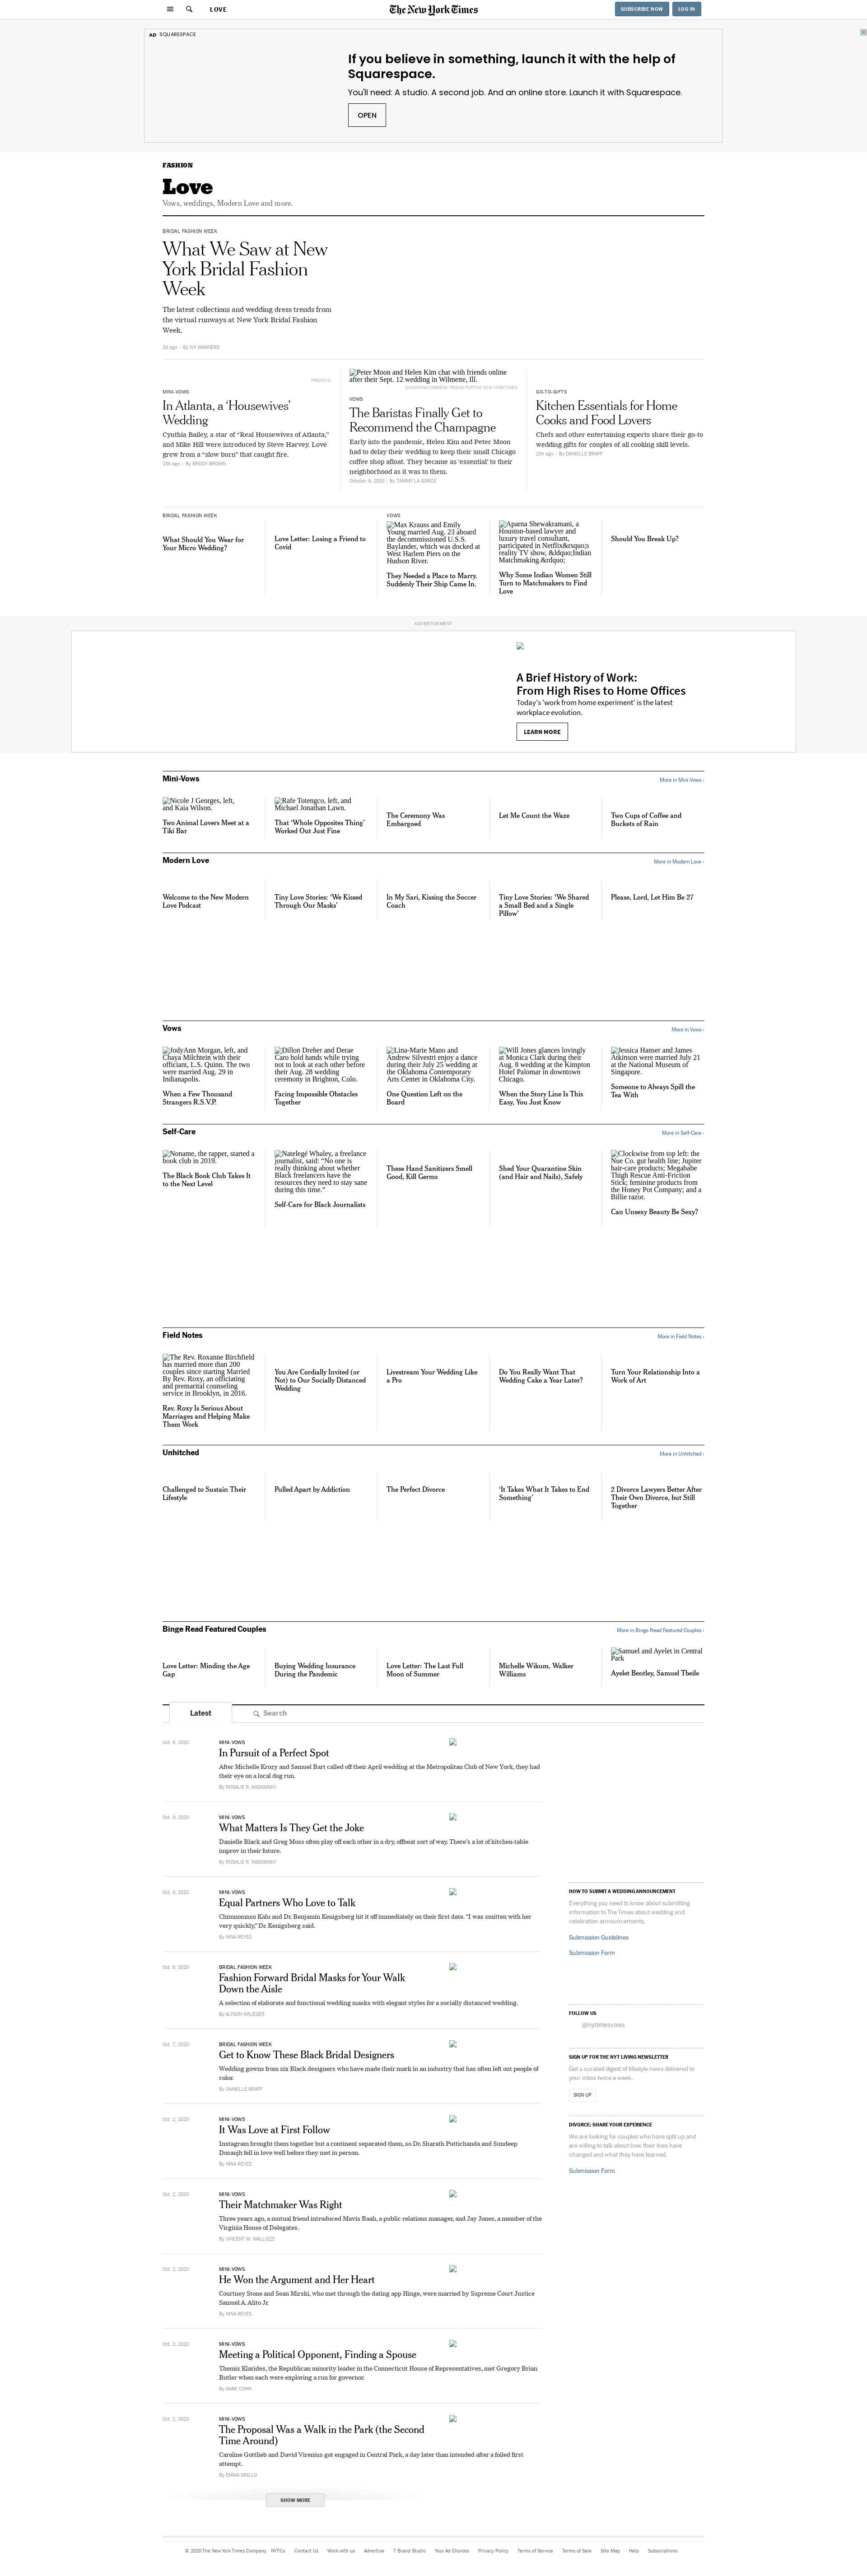 LOVE
The New York Times
SUBSCRIBE NOW
LOG IN
AD SQUARESPACE
If you believe in something, launch it with the help of
Squarespace.
You'll need: A studio. A second job. And an online store. Launch it with Squarespace.
OPEN
FASHION
Love
Vows, weddings, Modern Love and more.
BRIDAL FASHION WEEK
What We Saw at New
York Bridal Fashion
Week
The latest collections and wedding dress trends from
the virtual runways at New York Bridal Fashion
Week.
2d ago - By IVY MANNERS
PRESSTO
MINI-VOWS
In Atlanta, a ‘Housewives’
Wedding
Cynthia Bailey, a star of “Real Housewives of Atlanta,”
and Mike Hill were introduced by Steve Harvey. Love
grew from a “slow burn” that caught fire.
23h ago - By BRODY BROWN
Peter Moon and Helen Kim chat with friends online
after their Sept. 12 wedding in Wilmette, Ill.
VOWS
The Baristas Finally Get to
Recommend the Champagne
Early into the pandemic, Helen Kim and Peter Moon
had to delay their wedding to keep their small Chicago
coffee shop afloat. They became as ‘essential’ to their
neighborhood as it was to them.
October 9, 2020 - By TAMMY LA GORCE
GO-TO-GIFTS
Kitchen Essentials for Home
Cooks and Food Lovers
Chefs and other entertaining experts share their go-to
wedding gifts for couples of all cooking skill levels.
20h ago - By DANIELLE BRAFF
BRIDAL FASHION WEEK
What Should You Wear for
Your Micro Wedding?
Love Letter: Losing a Friend to
Covid
VOWS
Max Krauss and Emily
Young married Aug. 23 aboard
the decommissioned U.S.S.
Baylander, which was docked at
West Harlem Piers on the
Hudson River.
They Needed a Place to Marry.
Suddenly Their Ship Came In.
Aparna Shewakramani, a
Houston-based lawyer and
luxury travel consultant,
participated in Netflix&rsquo;s
reality TV show, &ldquo;Indian
Matchmaking.&rdquo;
Why Some Indian Women Still
Turn to Matchmakers to Find
Love
Should You Break Up?
ADVERTISEMENT
A Brief History of Work:
From High Rises to Home Offices
Today's 'work from home experiment' is the latest
workplace evolution.
LEARN MORE
Mini-Vows
More in Mini-Vows ›
Nicole J Georges, left,
and Kaia Wilson.
Two Animal Lovers Meet at a
Tiki Bar
Rafe Totengco, left, and
Michael Jonathan Lawn.
That ‘Whole Opposites Thing’
Worked Out Just Fine
The Ceremony Was
Embargoed
Let Me Count the Waze
Two Cups of Coffee and
Buckets of Rain
Modern Love
More in Modern Love ›
Welcome to the New Modern
Love Podcast
Tiny Love Stories: ‘We Kissed
Through Our Masks’
In My Sari, Kissing the Soccer
Coach
Tiny Love Stories: ‘We Shared
a Small Bed and a Single
Pillow’
Please, Lord, Let Him Be 27
Vows
More in Vows ›
JodyAnn Morgan, left, and
Chaya Milchtein with their
officiant, L.S. Quinn. The two
were married Aug. 29 in
Indianapolis.
When a Few Thousand
Strangers R.S.V.P.
Dillon Dreher and Derae
Caro hold hands while trying
not to look at each other before
their Aug. 28 wedding
ceremony in Brighton, Colo.
Facing Impossible Obstacles
Together
Lina-Marie Mano and
Andrew Silvestri enjoy a dance
during their July 25 wedding at
the Oklahoma Contemporary
Arts Center in Oklahoma City.
One Question Left on the
Board
Will Jones glances lovingly
at Monica Clark during their
Aug. 8 wedding at the Kimpton
Hotel Palomar in downtown
Chicago.
When the Story Line Is This
Easy, You Just Know
Jessica Hanser and James
Atkinson were married July 21
at the National Museum of
Singapore.
Someone to Always Spill the
Tea With
Self-Care
More in Self-Care ›
Noname, the rapper, started a
book club in 2019.
The Black Book Club Takes It
to the Next Level
Natelegé Whaley, a freelance
journalist, said: “No one is
really thinking about whether
Black freelancers have the
resources they need to stay sane
during this time.”
Self-Care for Black Journalists
These Hand Sanitizers Smell
Good, Kill Germs
Shed Your Quarantine Skin
(and Hair and Nails), Safely
Clockwise from top left: the
Nue Co. gut health line; Jupiter
hair-care products; Megababe
Thigh Rescue Anti-Friction
Stick; feminine products from
the Honey Pot Company; and a
Billie razor.
Can Unsexy Beauty Be Sexy?
Field Notes
More in Field Notes ›
The Rev. Roxanne Birchfield
has married more than 200
couples since starting Married
By Rev. Roxy, an officiating
and premarital counseling
service in Brooklyn, in 2016.
Rev. Roxy Is Serious About
Marriages and Helping Make
Them Work
You Are Cordially Invited (or
Not) to Our Socially Distanced
Wedding
Livestream Your Wedding Like
a Pro
Do You Really Want That
Wedding Cake a Year Later?
Turn Your Relationship Into a
Work of Art
Unhitched
More in Unhitched ›
Challenged to Sustain Their
Lifestyle
Pulled Apart by Addiction
The Perfect Divorce
‘It Takes What It Takes to End
Something’
2 Divorce Lawyers Better After
Their Own Divorce, but Still
Together
Binge Read Featured Couples
More in Binge Read Featured Couples ›
Love Letter: Minding the Age
Gap
Buying Wedding Insurance
During the Pandemic
Love Letter: The Last Full
Moon of Summer
Michelle Wikum, Walker
Williams
Samuel and Ayelet in Central
Park
Ayelet Bentley, Samuel Tbeile
Latest
Search
Oct. 9, 2020
MINI-VOWS
In Pursuit of a Perfect Spot
After Michelle Krozy and Samuel Bart called off their April wedding at the Metropolitan Club of New York, they had
their eye on a local dog run.
By ROSALIE R. RADOMSKY
Oct. 9, 2020
MINI-VOWS
What Matters Is They Get the Joke
Danielle Black and Greg Moss often play off each other in a dry, offbeat sort of way. There’s a lot of kitchen-table
improv in their future.
By ROSALIE R. RADOMSKY
Oct. 9, 2020
MINI-VOWS
Equal Partners Who Love to Talk
Chinunamaxu Kalu and Dr. Benjamin Kenigsberg hit it off immediately on their first date. “I was smitten with her
very quickly,” Dr. Kenigsberg said.
By NINA REYES
Oct. 8, 2020
BRIDAL FASHION WEEK
Fashion Forward Bridal Masks for Your Walk
Down the Aisle
A selection of elaborate and functional wedding masks with elegant styles for a socially distanced wedding.
By ALYSON KRUEGER
Oct. 7, 2020
BRIDAL FASHION WEEK
Get to Know These Black Bridal Designers
Wedding gowns from six Black designers who have made their mark in an industry that has often left out people of
color.
By DANIELLE BRAFF
Oct. 2, 2020
MINI-VOWS
It Was Love at First Follow
Instagram brought them together but a continent separated them, so Dr. Sharath Puttichanda and Sundeep
Dosanjh fell in love well before they met in person.
By NINA REYES
Oct. 2, 2020
MINI-VOWS
Their Matchmaker Was Right
Three years ago, a mutual friend introduced Mavis Baah, a public relations manager, and Jay Jones, a member of the
Virginia House of Delegates.
By VINCENT M. MALLOZZI
Oct. 2, 2020
MINI-VOWS
He Won the Argument and Her Heart
Courtney Stone and Sean Mirski, who met through the dating app Hinge, were married by Supreme Court Justice
Samuel A. Alito Jr.
By NINA REYES
Oct. 2, 2020
MINI-VOWS
Meeting a Political Opponent, Finding a Spouse
Themis Klarides, the Republican minority leader in the Connecticut House of Representatives, met Gregory Brian
Butler when each were exploring a run for governor.
By GABE COHN
Oct. 2, 2020
MINI-VOWS
The Proposal Was a Walk in the Park (the Second
Time Around)
Caroline Gottlieb and David Virenius got engaged in Central Park, a day later than intended after a foiled first
attempt.
By EMMA GRILLO
SHOW MORE
HOW TO SUBMIT A WEDDING ANNOUNCEMENT
Everything you need to know about submitting
information to The Times about wedding and
celebration announcements.
Submission Guidelines
Submission Form
FOLLOW US
@nytimesvows
SIGN UP FOR THE NYT LIVING NEWSLETTER
Get a curated digest of lifestyle news delivered to
your inbox twice a week.
SIGN UP
DIVORCE: SHARE YOUR EXPERIENCE
We are looking for couples who have split up and
are willing to talk about how their lives have
changed and what they have learned.
Submission Form
© 2020 The New York Times Company NYTCo Contact Us Work with us Advertise T Brand Studio Your Ad Choices Privacy Policy Terms of Service Terms of Sale Site Map Help Subscriptions